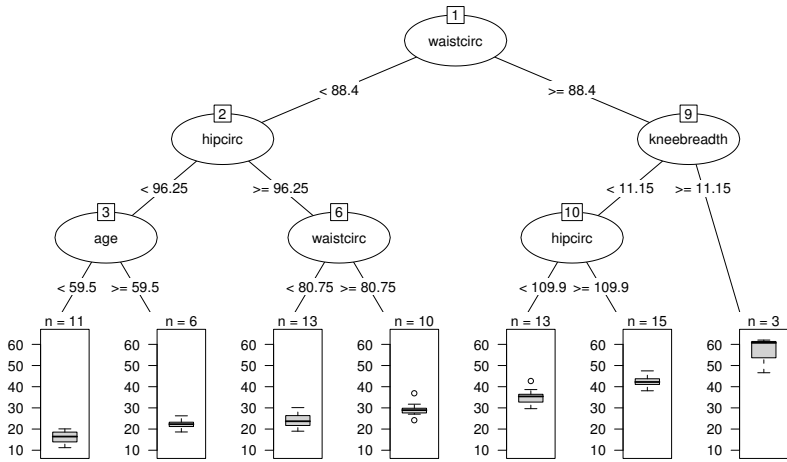 1
waistcirc
< 88.4 >= 88.4
2 9
hipcirc kneebreadth
< 96.25 >= 96.25 < 11.15 >= 11.15
3 6 10
age waistcirc hipcirc
< 59.5 >= 59.5 < 80.75 >= 80.75 < 109.9 >= 109.9
n = 11 n = 6 n = 13 n = 10 n = 13 n = 15 n = 3
60 60 60 60 60 60 60
50 50 50 50 50 50 50
40 40 40 40 40 40 40
30 30 30 30 30 30 30
20 20 20 20 20 20 20
10 10 10 10 10 10 10